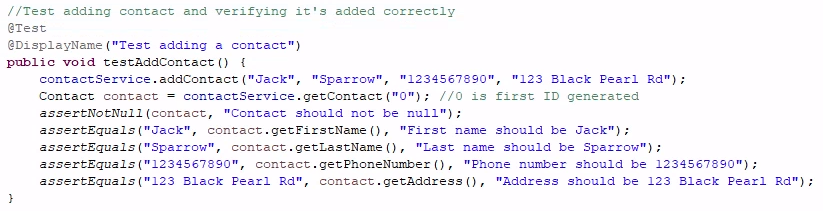 //Test adding contact and verifying it's added correctly
@Test
@DisplayName("Test adding a contact")
public void testAddContact() {
    contactService.addContact("Jack", "Sparrow", "1234567890", "123 Black Pearl Rd");
    Contact contact = contactService.getContact("0"); //0 is first ID generated
    assertNotNull(contact, "Contact should not be null");
    assertEquals("Jack", contact.getFirstName(), "First name should be Jack");
    assertEquals("Sparrow", contact.getLastName(), "Last name should be Sparrow");
    assertEquals("1234567890", contact.getPhoneNumber(), "Phone number should be 1234567890");
    assertEquals("123 Black Pearl Rd", contact.getAddress(), "Address should be 123 Black Pearl Rd");
}